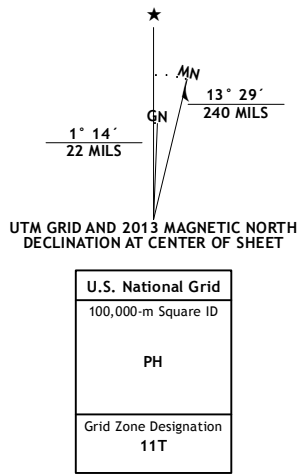 ★
MN
13° 29´
240 MILS
GN
1° 14´
22 MILS
UTM GRID AND 2013 MAGNETIC NORTH
DECLINATION AT CENTER OF SHEET
U.S. National Grid
100,000-m Square ID
PH
Grid Zone Designation
11T